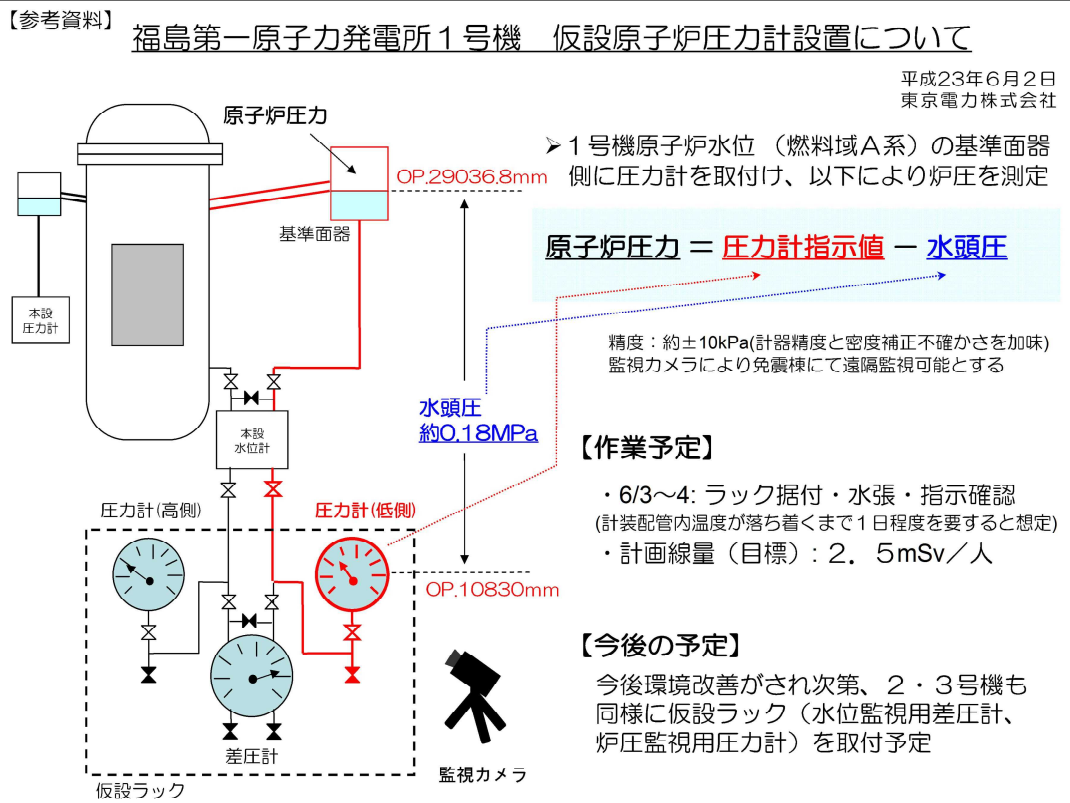 【参考資料】
福島第一原子力発電所1号機　仮設原子炉圧力計設置について
平成23年6月2日
東京電力株式会社
原子炉圧力
OP.29036.8mm
基準面器
本設
圧力計
➢1号機原子炉水位 （燃料域A系）の基準面器
側に圧力計を取付け、以下により炉圧を測定
原子炉圧力 = 圧力計指示値 − 水頭圧
精度：約±10kPa(計器精度と密度補正不確かさを加味)
監視カメラにより免震棟にて遠隔監視可能とする
水頭圧
約0.18MPa
本設
水位計
圧力計(高側)
圧力計(低側)
OP.10830mm
差圧計
仮設ラック
監視カメラ
【作業予定】
・6/3～4: ラック据付・水張・指示確認
(計装配管内温度が落ち着くまで1日程度を要すると想定)
・計画線量（目標）: 2．5mSv／人
【今後の予定】
今後環境改善がされ次第、2・3号機も
同様に仮設ラック（水位監視用差圧計、
炉圧監視用圧力計）を取付予定